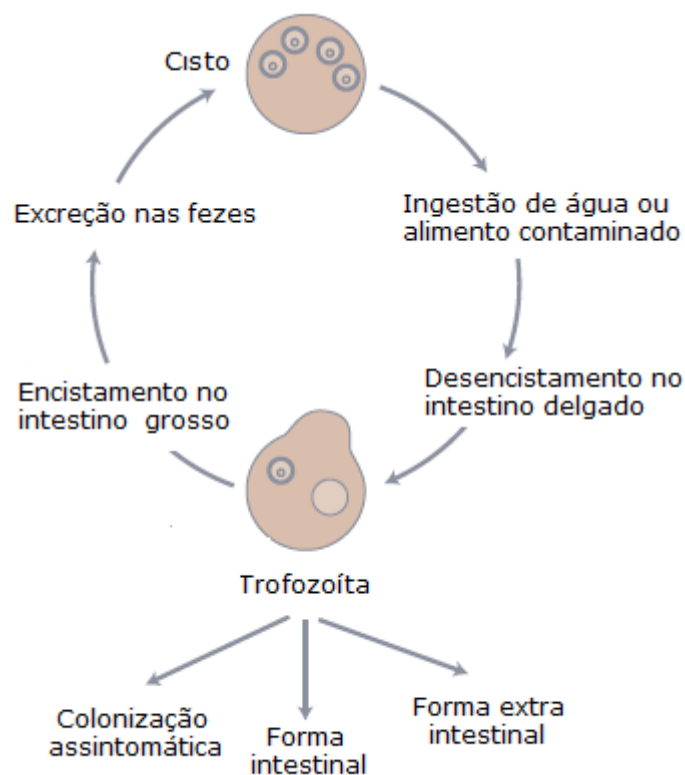 Cisto
Ingestão de água ou
alimento contaminado
Desencistamento no
intestino delgado
Trofozoíta
Encistamento no
intestino grosso
Excreção nas fezes
Colonização
assintomática
Forma
intestinal
Forma extra
intestinal